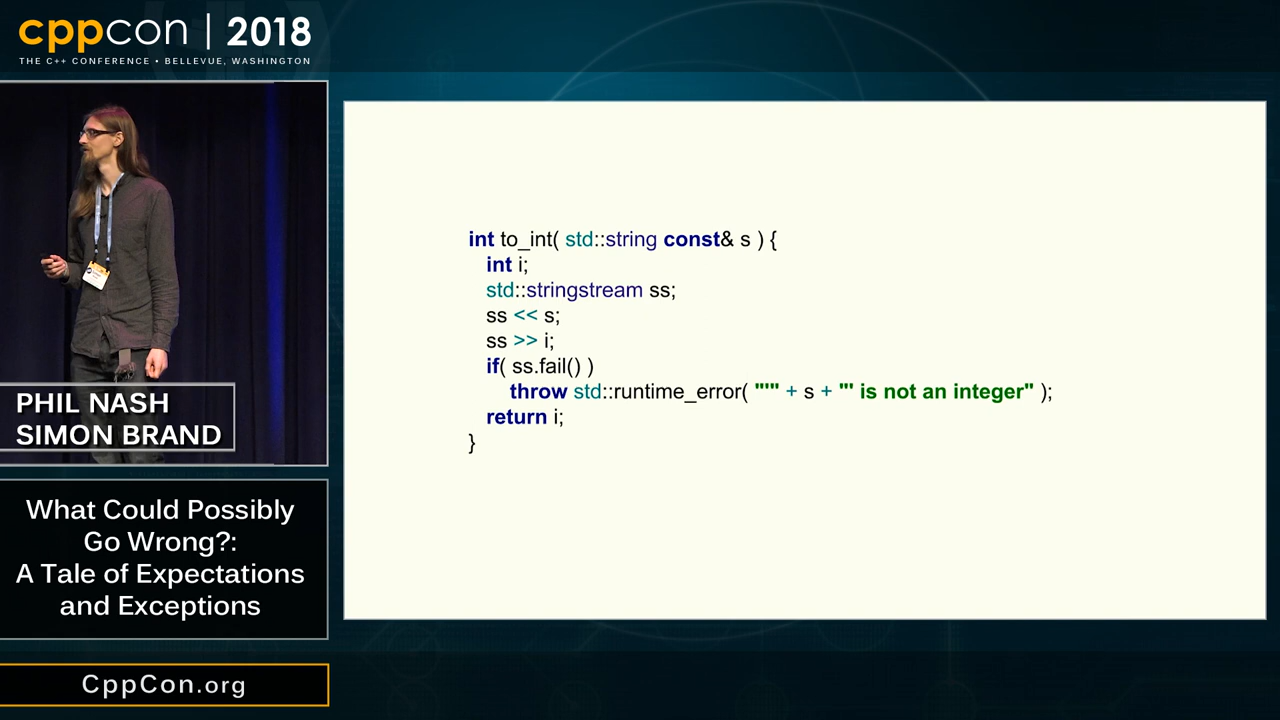 cppcon | 2018
THE C++ CONFERENCE • BELLEVUE, WASHINGTON
PHIL NASH
SIMON BRAND
What Could Possibly
Go Wrong?:
A Tale of Expectations
and Exceptions
CppCon.org
int to_int( std::string const& s ) {
int i;
std::stringstream ss;
ss << s;
ss >> i;
if( ss.fail() )
throw std::runtime_error( "'" + s + "' is not an integer" );
return i;
}